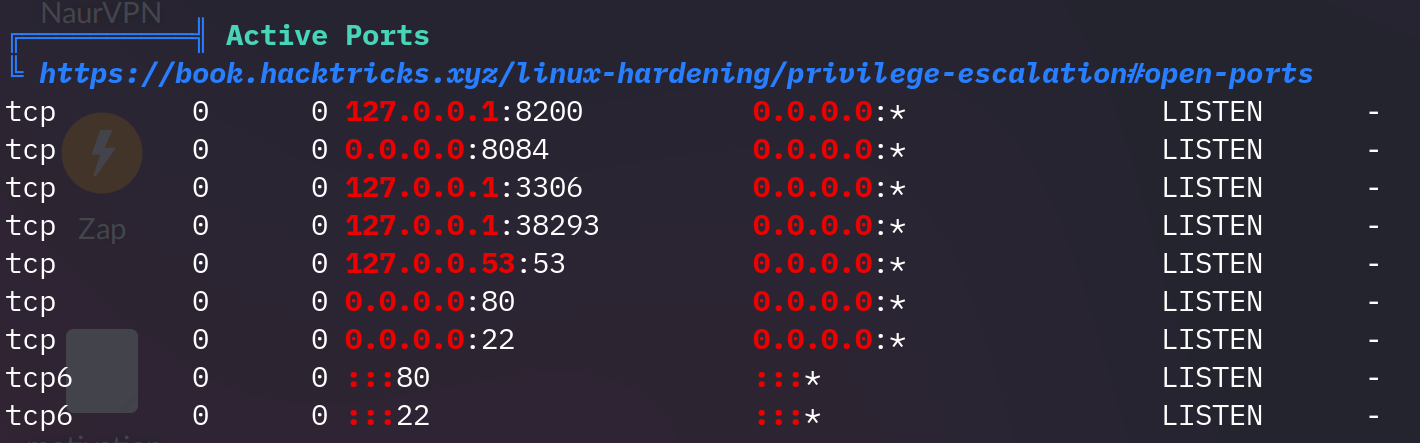 NaurVPN
╔══════════╣ Active Ports
╚ https://book.hacktricks.xyz/linux-hardening/privilege-escalation#open-ports
tcp 0 0 127.0.0.1:8200 0.0.0.0:* LISTEN -
tcp 0 0 0.0.0.0:8084 0.0.0.0:* LISTEN -
tcp 0 0 127.0.0.1:3306 0.0.0.0:* LISTEN -
tcp 0 0 127.0.0.1:38293 0.0.0.0:* LISTEN -
Zap
tcp 0 0 127.0.0.53:53 0.0.0.0:* LISTEN -
tcp 0 0 0.0.0.0:80 0.0.0.0:* LISTEN -
tcp 0 0 0.0.0.0:22 0.0.0.0:* LISTEN -
tcp6 0 0 :::80 :::* LISTEN -
tcp6 0 0 :::22 :::* LISTEN -